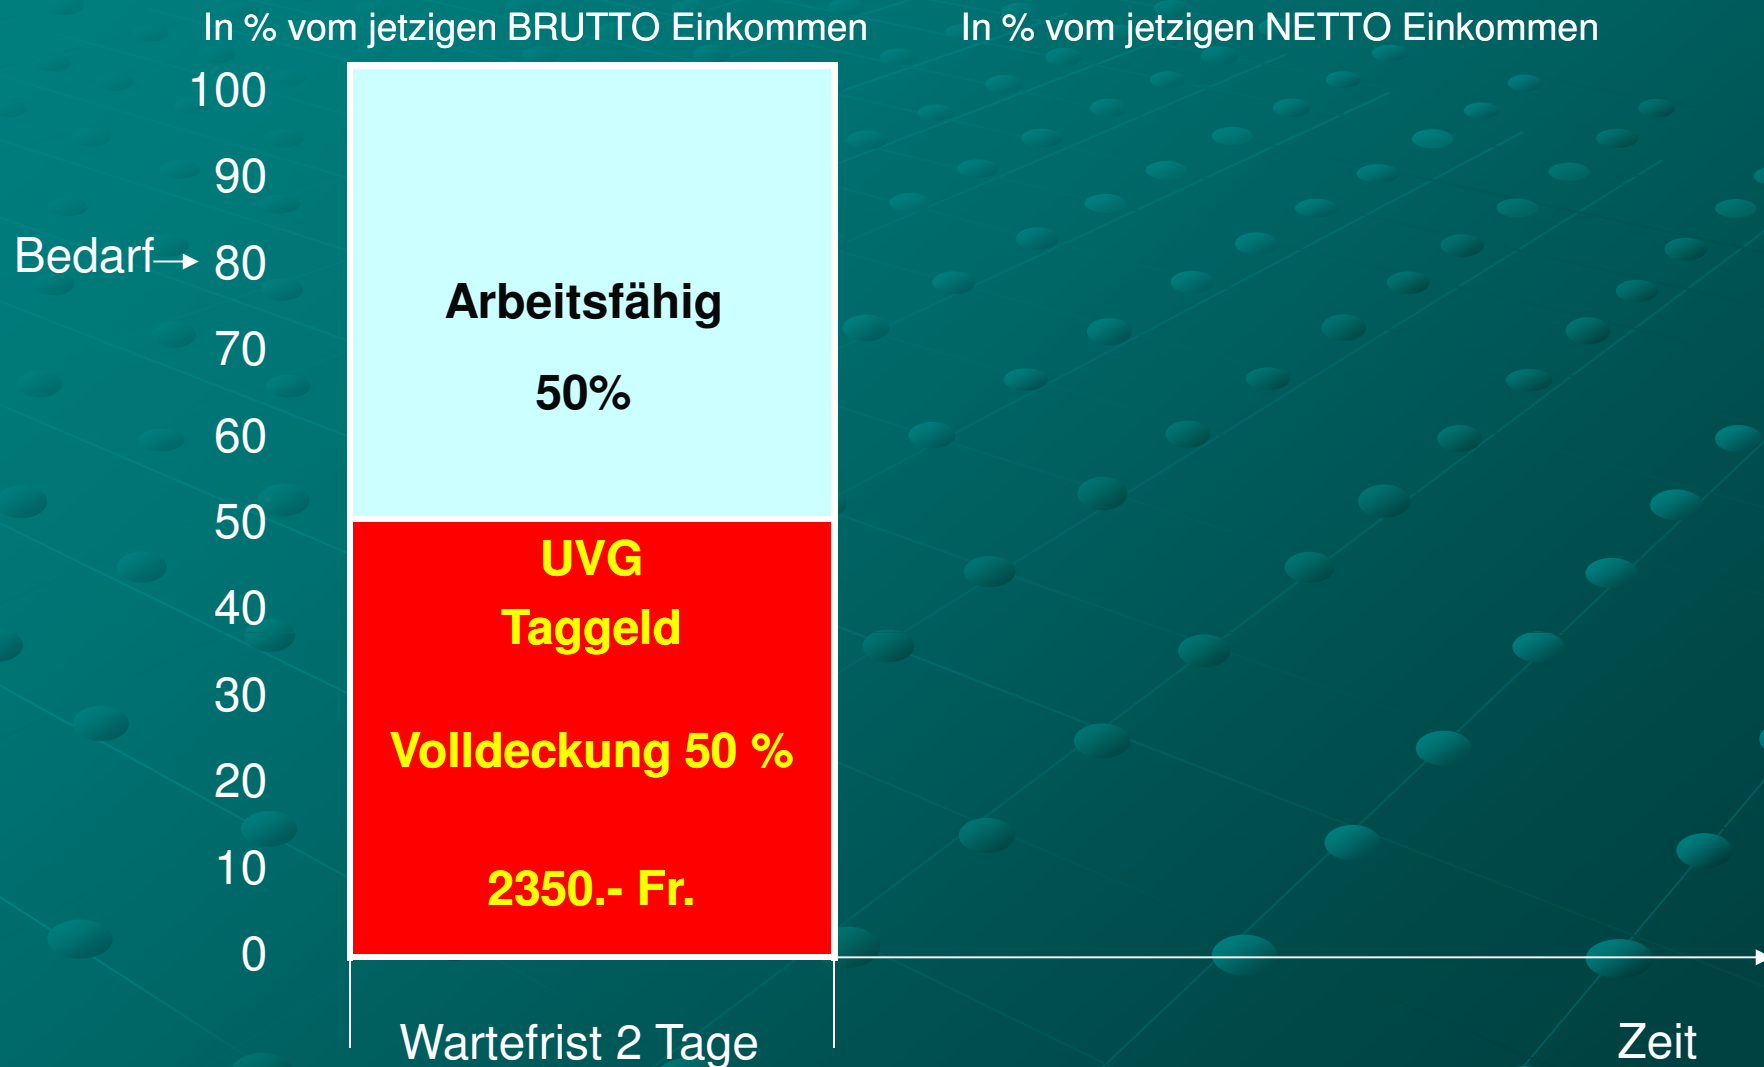 In % vom jetzigen BRUTTO Einkommen
In % vom jetzigen NETTO Einkommen
100
90
Bedarf
80
70
60
50
40
30
20
10
0
Arbeitsfähig
50%
UVG
Taggeld
Volldeckung 50 %
2350.- Fr.
Wartefrist 2 Tage
Zeit